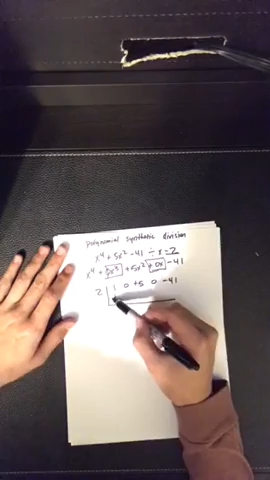 Polynomial synthetic division
x⁴ + 5x² - 41 ÷ x = 2
x⁴ + 0x³ + 5x² + 0x - 41
2 1 0 +5 0 -41